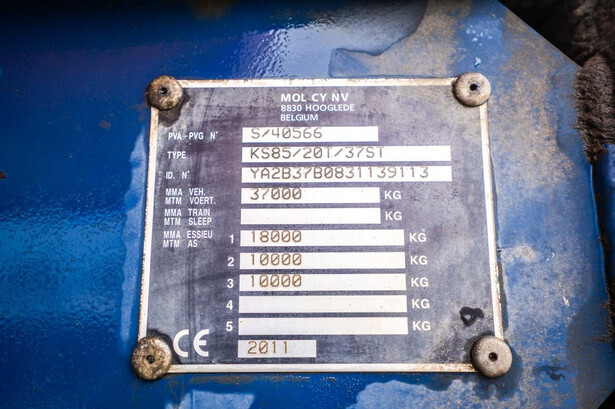 MOL CY NV
8830 HOOGLEDE
BELGIUM
PVA-PVG N° S/40566
TYPE KS85/20T/37ST
ID. N° YA2B37B0831139113
MMA VEH. MTM VOERT. 37000 KG
MMA TRAIN MTM SLEEP KG
MMA ESSIEU MTM AS 1 18000 KG
2 10000 KG
3 10000 KG
4 KG
5 KG
CE 2011